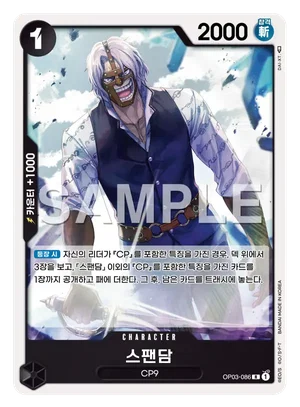 1
2000
참격
斬
카운터 +1000
SAMPLE
등장 시 자신의 리더가 『CP』를 포함한 특징을 가진 경우, 덱 위에서
3장을 보고, 「스팬담」 이외의 『CP』를 포함한 특징을 가진 카드를
1장까지 공개하고 패에 더한다. 그 후, 남은 카드를 트래시에 놓는다.
CHARACTER
스팬담
CP9
OP03-086 R 1